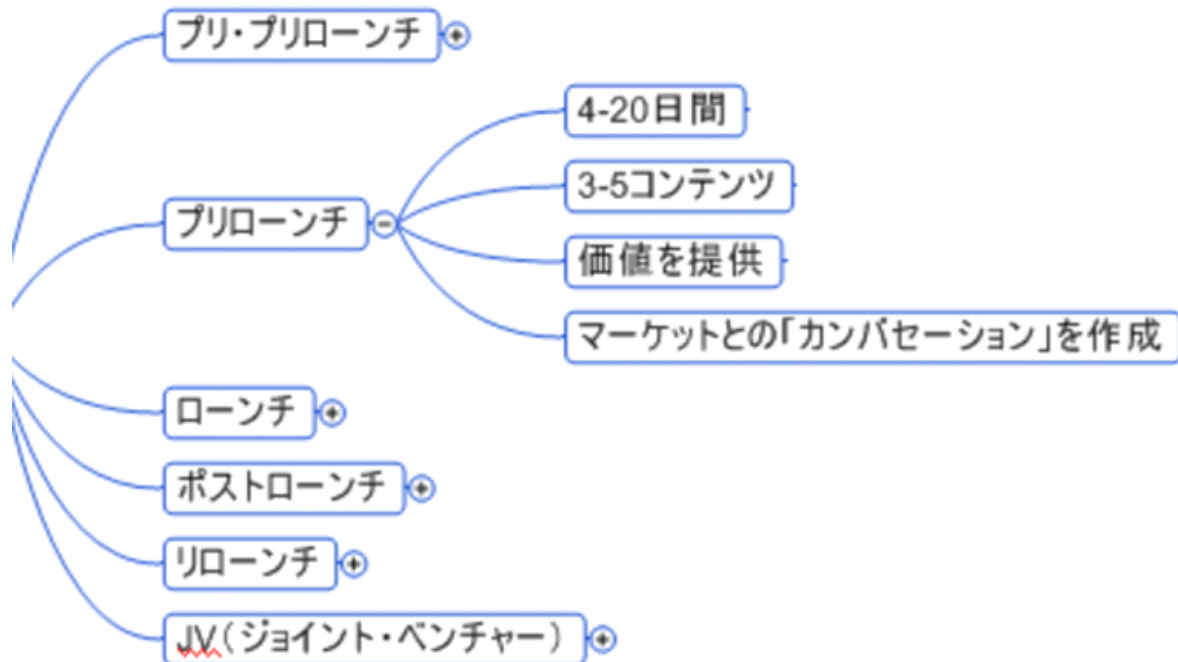 プリ・プリローンチ
プリローンチ
4-20日間
3-5コンテンツ
価値を提供
マーケットとの「カンバセーション」を作成
ローンチ
ポストローンチ
リローンチ
JV(ジョイント・ベンチャー)